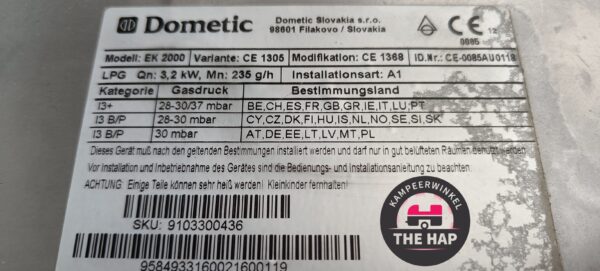 Dometic
Dometic Slovakia s.r.o.
98601 Filakovo / Slovakia
CE 12
0085
Modell: EK 2000 Variante: CE 1305 Modifikation: CE 1368 ID.Nr.: CE-0085AU0118
LPG Qn: 3,2 kW, Mn: 235 g/h Installationsart: A1
Kategorie Gasdruck Bestimmungsland
I3+ 28-30/37 mbar BE,CH,ES,FR,GB,GR,IE,IT,LU,PT
I3 B/P 28-30 mbar CY,CZ,DK,FI,HU,IS,NL,NO,SE,SI,SK
I3 B/P 30 mbar AT,DE,EE,LT,LV,MT,PL
Dieses Gerät muß nach den geltenden Bestimmungen installiert werden und darf nur in gut belüfteten Räumen benutzt werden
Vor Installation und Inbetriebnahme des Gerätes sind die Bedienungs- und Installationsanleitung zu beachten.
ACHTUNG: Einige Teile können sehr heiß werden! Kleinkinder fernhalten!
SKU: 9103300436
9584933160021600119
KAMPEERWINKEL
THE HAP